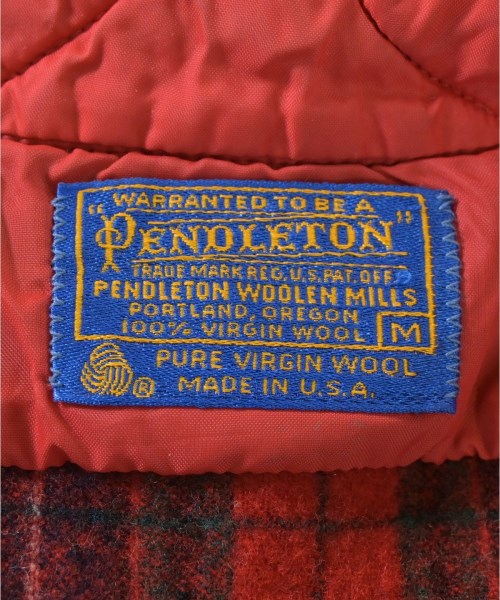 WARRANTED TO BE A
"PENDLETON"
TRADE MARK REG. U.S. PAT. OFF.
PENDLETON WOOLEN MILLS
PORTLAND, OREGON
100% VIRGIN WOOL M
® PURE VIRGIN WOOL
MADE IN U.S.A.